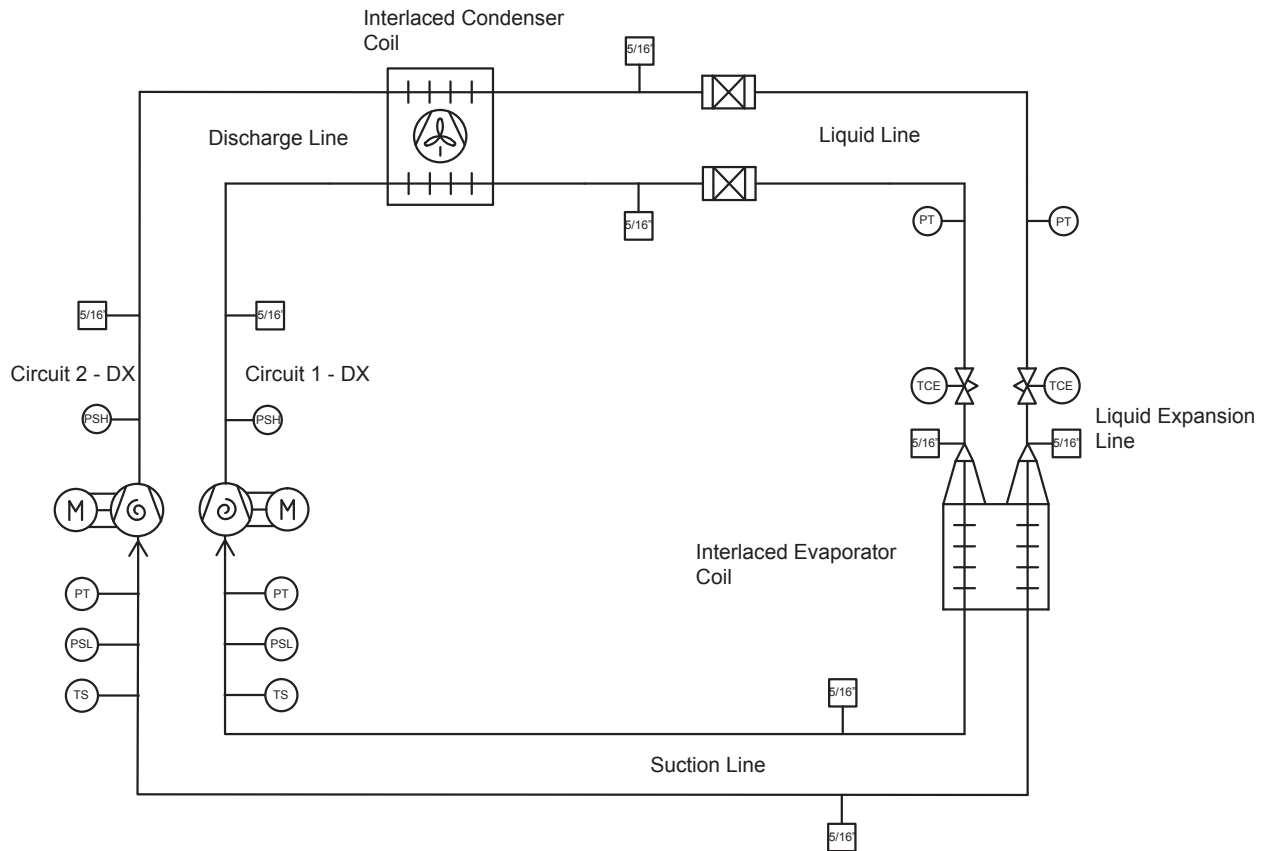 Interlaced Condenser
Coil
5/16"
Discharge Line
Liquid Line
5/16"
PT
PT
5/16"
5/16"
Circuit 2 - DX
Circuit 1 - DX
TCE
TCE
PSH
PSH
Liquid Expansion
Line
5/16"
5/16"
M
M
Interlaced Evaporator
Coil
PT
PT
PSL
PSL
TS
TS
5/16"
Suction Line
5/16"